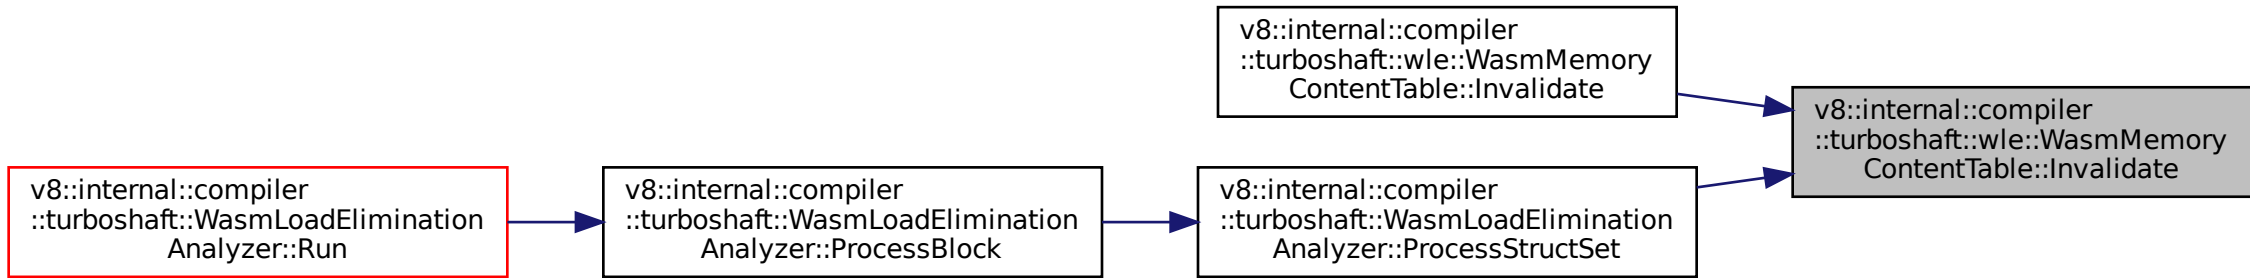 v8::internal::compiler
::turboshaft::wle::WasmMemory
ContentTable::Invalidate
v8::internal::compiler
::turboshaft::wle::WasmMemory
ContentTable::Invalidate
v8::internal::compiler
::turboshaft::WasmLoadElimination
Analyzer::Run
v8::internal::compiler
::turboshaft::WasmLoadElimination
Analyzer::ProcessBlock
v8::internal::compiler
::turboshaft::WasmLoadElimination
Analyzer::ProcessStructSet